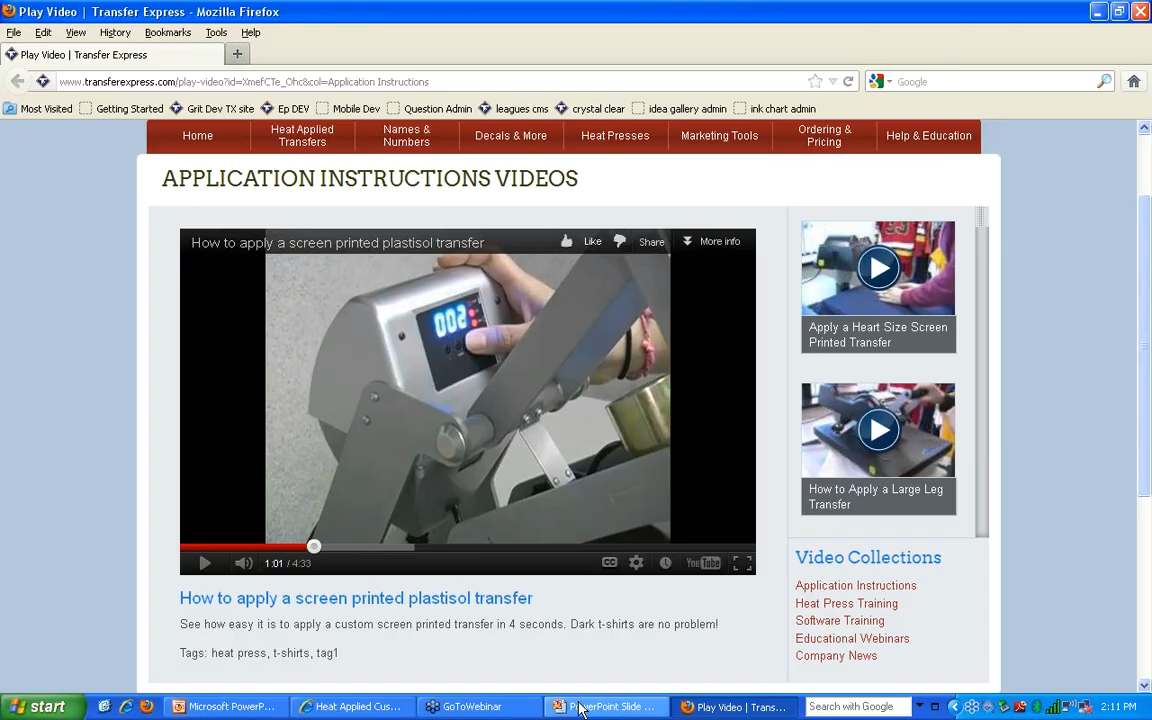 Play Video | Transfer Express - Mozilla Firefox
File Edit View History Bookmarks Tools Help
Play Video | Transfer Express
www.transferexpress.com/play-video?id=XmefCTe_Ohc&col=Application Instructions
Google
Most Visited Getting Started Grit Dev TX site Ep DEV Mobile Dev Question Admin leagues cms crystal clear idea gallery admin ink chart admin
Home Heat Applied Transfers Names & Numbers Decals & More Heat Presses Marketing Tools Ordering & Pricing Help & Education
APPLICATION INSTRUCTIONS VIDEOS
How to apply a screen printed plastisol transfer Like Share More info
002
Apply a Heart Size Screen
Printed Transfer
How to Apply a Large Leg
Transfer
1:01 / 4:33 CC YouTube
Video Collections
Application Instructions
Heat Press Training
Software Training
Educational Webinars
Company News
How to apply a screen printed plastisol transfer
See how easy it is to apply a custom screen printed transfer in 4 seconds. Dark t-shirts are no problem!
Tags: heat press, t-shirts, tag1
start Microsoft PowerP... Heat Applied Cus... GoToWebinar PowerPoint Slide ... Play Video | Trans... Search with Google 2:11 PM